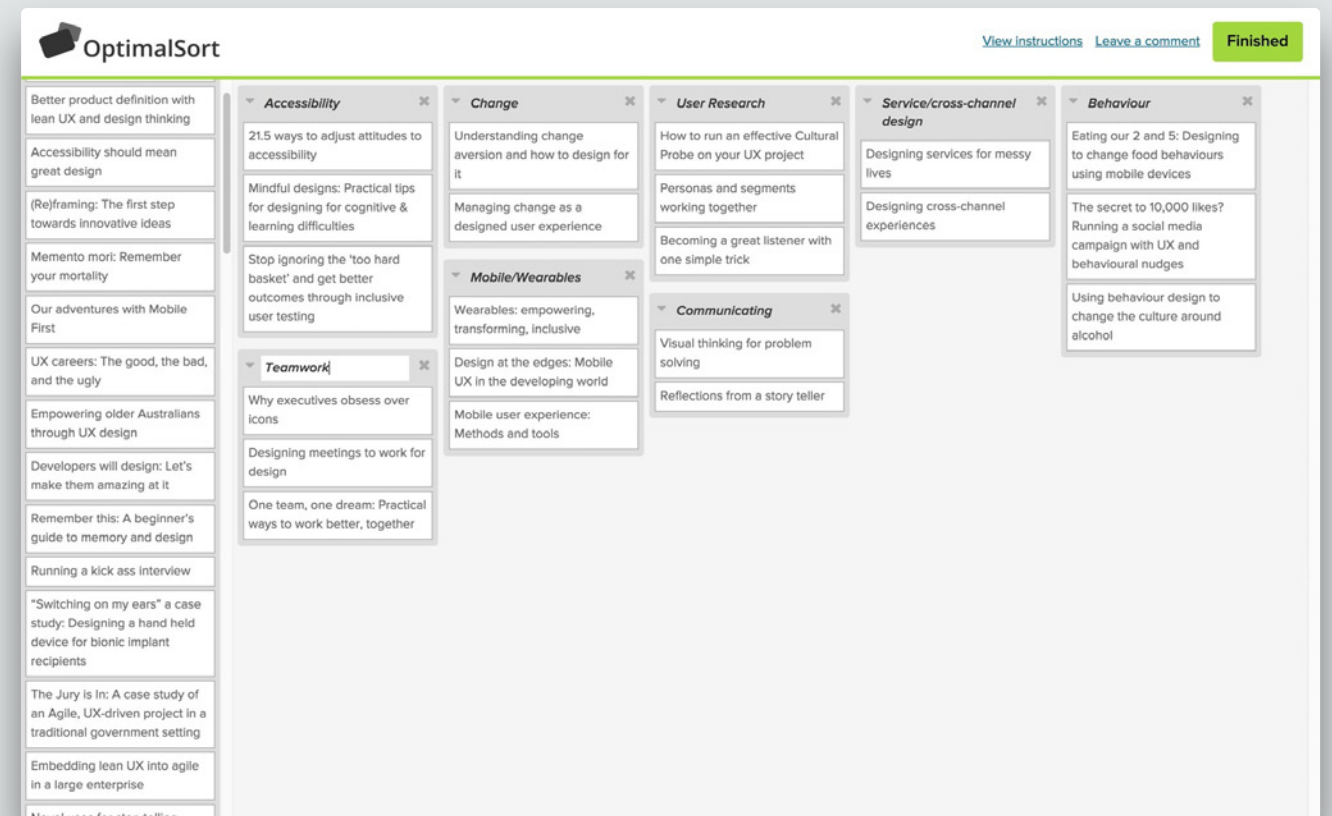 OptimalSort
View instructions
Leave a comment
Finished
Better product definition with
lean UX and design thinking
Accessibility should mean
great design
(Re)framing: The first step
towards innovative ideas
Memento mori: Remember
your mortality
Our adventures with Mobile
First
UX careers: The good, the bad,
and the ugly
Empowering older Australians
through UX design
Developers will design: Let's
make them amazing at it
Remember this: A beginner's
guide to memory and design
Running a kick ass interview
"Switching on my ears" a case
study: Designing a hand held
device for bionic implant
recipients
The Jury is In: A case study of
an Agile, UX-driven project in a
traditional government setting
Embedding lean UX into agile
in a large enterprise
Accessibility
21.5 ways to adjust attitudes to
accessibility
Mindful designs: Practical tips
for designing for cognitive &
learning difficulties
Stop ignoring the 'too hard
basket' and get better
outcomes through inclusive
user testing
Teamwork
Why executives obsess over
icons
Designing meetings to work for
design
One team, one dream: Practical
ways to work better, together
Change
Understanding change
aversion and how to design for
it
Managing change as a
designed user experience
Mobile/Wearables
Wearables: empowering,
transforming, inclusive
Design at the edges: Mobile
UX in the developing world
Mobile user experience:
Methods and tools
User Research
How to run an effective Cultural
Probe on your UX project
Personas and segments
working together
Becoming a great listener with
one simple trick
Communicating
Visual thinking for problem
solving
Reflections from a story teller
Service/cross-channel
design
Designing services for messy
lives
Designing cross-channel
experiences
Behaviour
Eating our 2 and 5: Designing
to change food behaviours
using mobile devices
The secret to 10,000 likes?
Running a social media
campaign with UX and
behavioural nudges
Using behaviour design to
change the culture around
alcohol